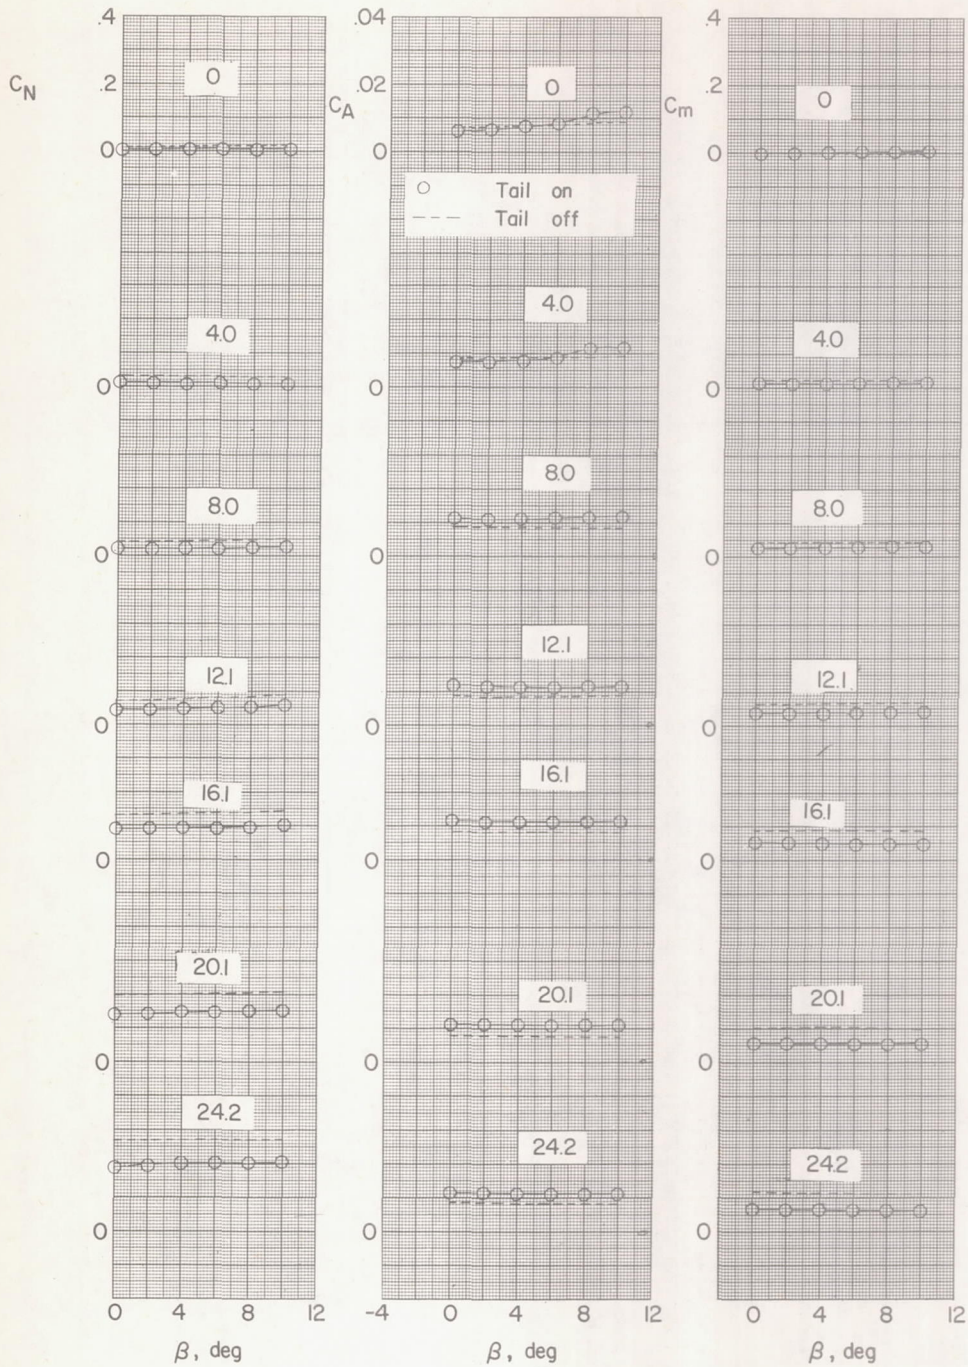 .4 .04 .4
.2 0 .02 .2
C_N C_A 0 C_m 0
0 0 0
○ Tail on
--- Tail off
4.0 4.0 4.0
0 0 0
8.0 8.0 8.0
0 0 0
12.1 12.1 12.1
0 0 0
16.1 16.1 16.1
0 0 0
20.1 20.1 20.1
0 0 0
24.2 24.2 24.2
0 0 0
0 4 8 12 -4 0 4 8 12 0 4 8 12
β, deg β, deg β, deg